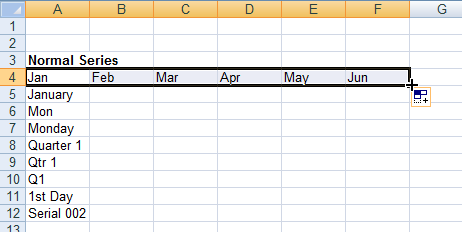 A B C D E F G
1
2
3 Normal Series
4 Jan Feb Mar Apr May Jun
5 January
6 Mon
7 Monday
8 Quarter 1
9 Qtr 1
10 Q1
11 1st Day
12 Serial 002